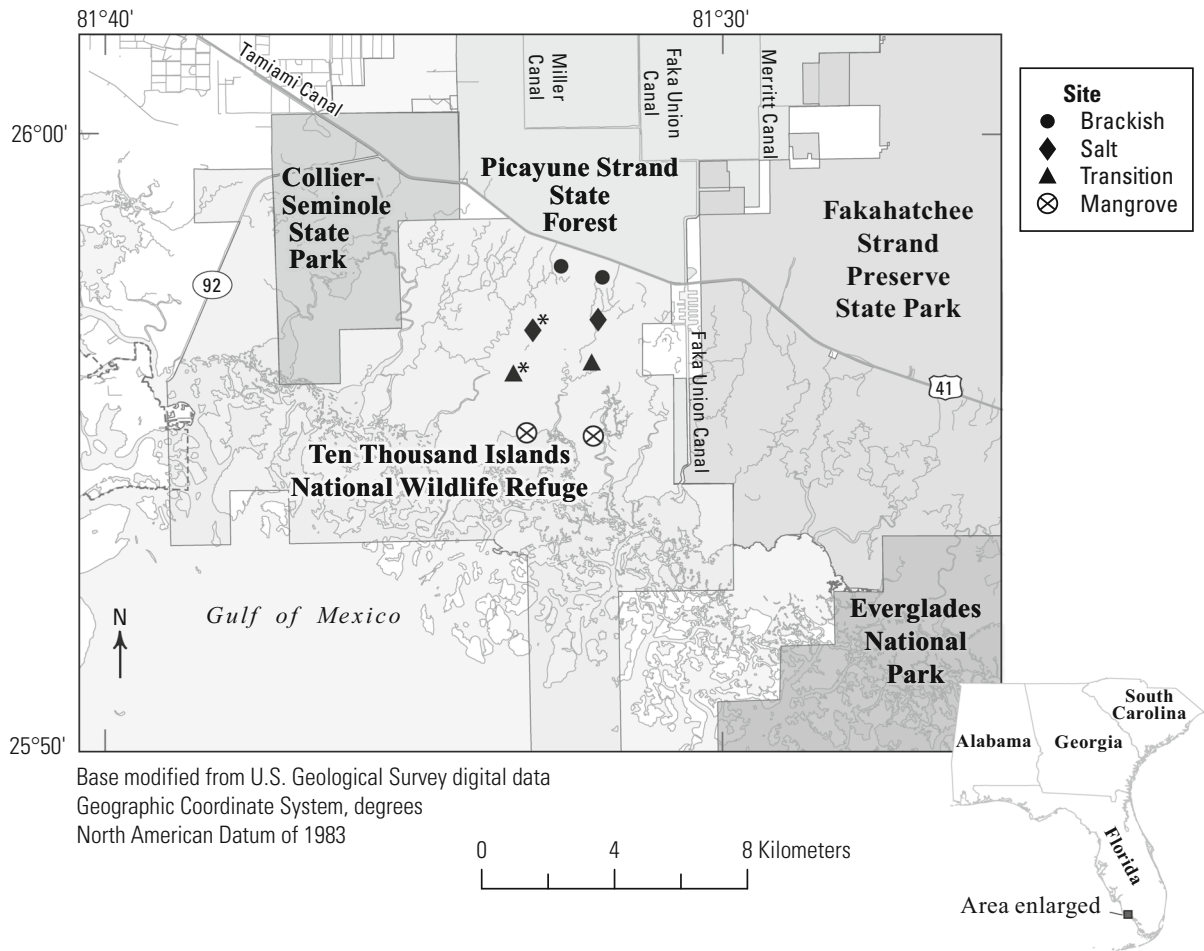 81°40'
81°30'
26°00'
25°50'
Tamiami Canal
Miller
Canal
Faka Union
Canal
Merritt Canal
Collier-
Seminole
State
Park
Picayune Strand
State
Forest
Fakahatchee
Strand
Preserve
State Park
92
*
*
Faka Union Canal
41
Ten Thousand Islands
National Wildlife Refuge
Gulf of Mexico
N
Everglades
National
Park
Site
Brackish
Salt
Transition
Mangrove
Base modified from U.S. Geological Survey digital data
Geographic Coordinate System, degrees
North American Datum of 1983
0 4 8 Kilometers
South
Carolina
Alabama
Georgia
Florida
Area enlarged